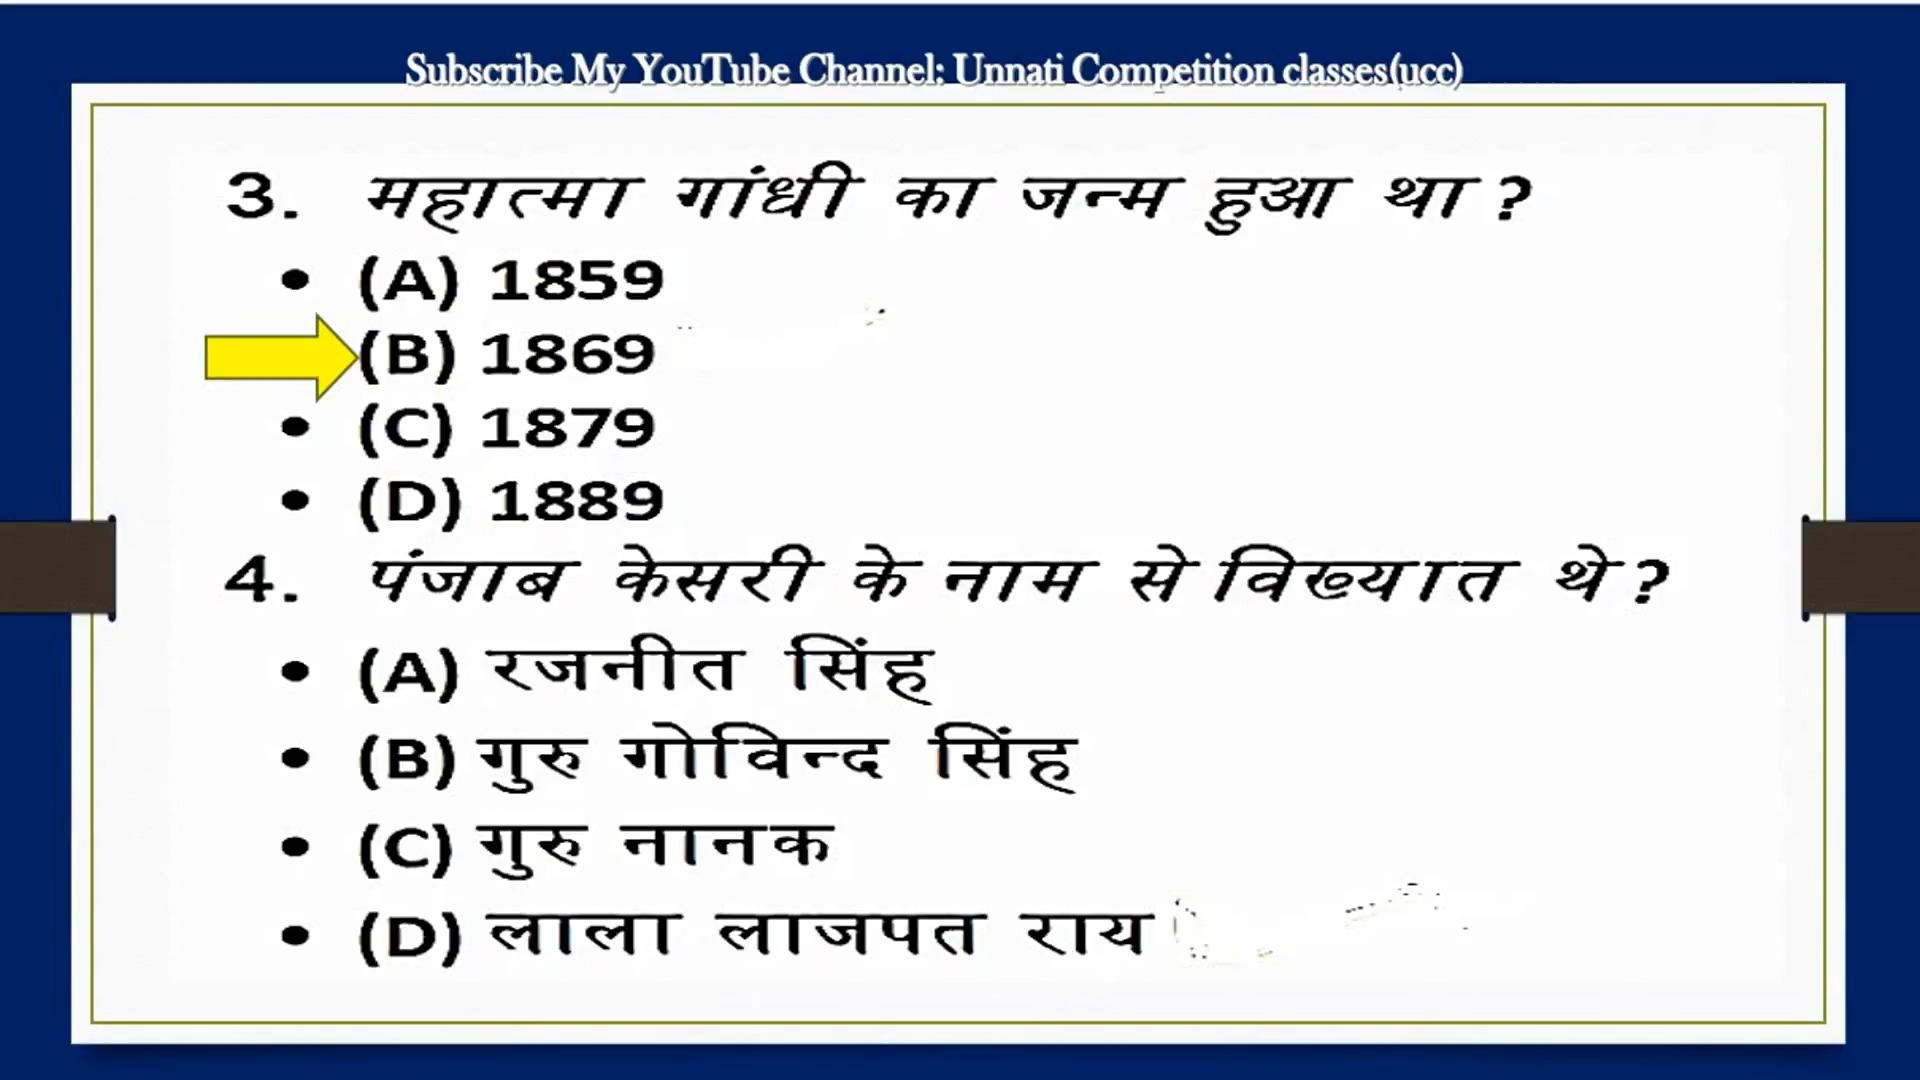 Subscribe My YouTube Channel: Unnati Competition classes(ucc)
3. महात्मा गांधी का जन्म हुआ था ?
• (A) 1859
(B) 1869
• (C) 1879
• (D) 1889
4. पंजाब केसरी के नाम से विख्यात थे ?
• (A) रजनीत सिंह
• (B) गुरु गोविन्द सिंह
• (C) गुरु नानक
• (D) लाला लाजपत राय